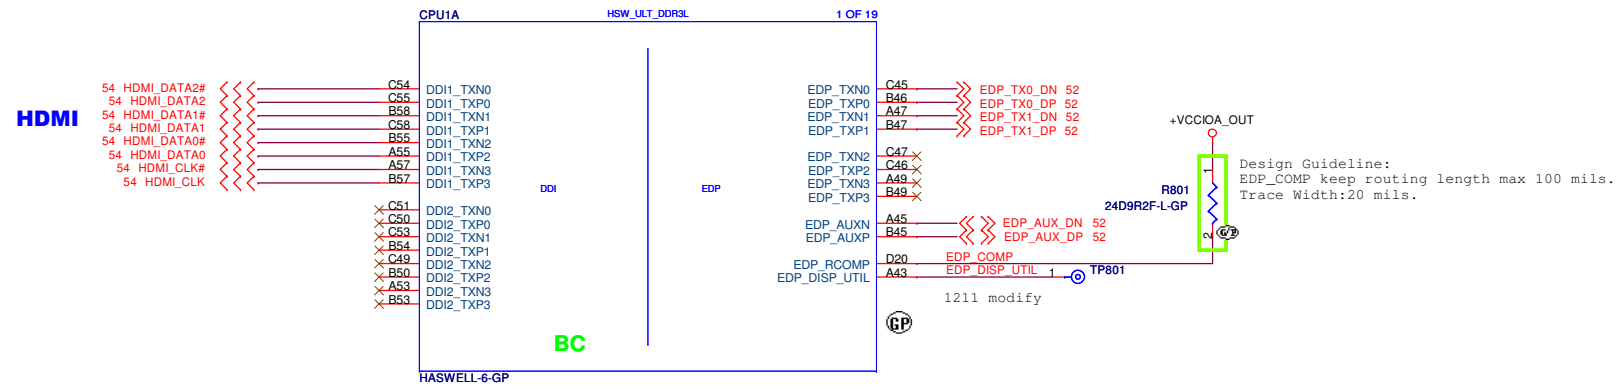 CPU1A
HSW_ULT_DDR3L
1 OF 19
HDMI
54 HDMI_DATA2#
54 HDMI_DATA2
54 HDMI_DATA1#
54 HDMI_DATA1
54 HDMI_DATA0#
54 HDMI_DATA0
54 HDMI_CLK#
54 HDMI_CLK
C54 DDI1_TXN0
C55 DDI1_TXP0
B58 DDI1_TXN1
C58 DDI1_TXP1
B55 DDI1_TXN2
A55 DDI1_TXP2
A57 DDI1_TXN3
B57 DDI1_TXP3
C51 DDI2_TXN0
C50 DDI2_TXP0
C53 DDI2_TXN1
B54 DDI2_TXP1
C49 DDI2_TXN2
B50 DDI2_TXP2
A53 DDI2_TXN3
B53 DDI2_TXP3
DDI
EDP
BC
EDP_TXN0 C45 EDP_TX0_DN 52
EDP_TXP0 B46 EDP_TX0_DP 52
EDP_TXN1 A47 EDP_TX1_DN 52
EDP_TXP1 B47 EDP_TX1_DP 52
EDP_TXN2 C47
EDP_TXP2 C46
EDP_TXN3 A49
EDP_TXP3 B49
EDP_AUXN A45 EDP_AUX_DN 52
EDP_AUXP B45 EDP_AUX_DP 52
EDP_RCOMP D20 EDP_COMP
EDP_DISP_UTIL A43 EDP_DISP_UTIL 1 TP801
1211 modify
GP
HASWELL-6-GP
+VCCIOA_OUT
1
R801
24D9R2F-L-GP
2
G/P
Design Guideline:
EDP_COMP keep routing length max 100 mils.
Trace Width:20 mils.